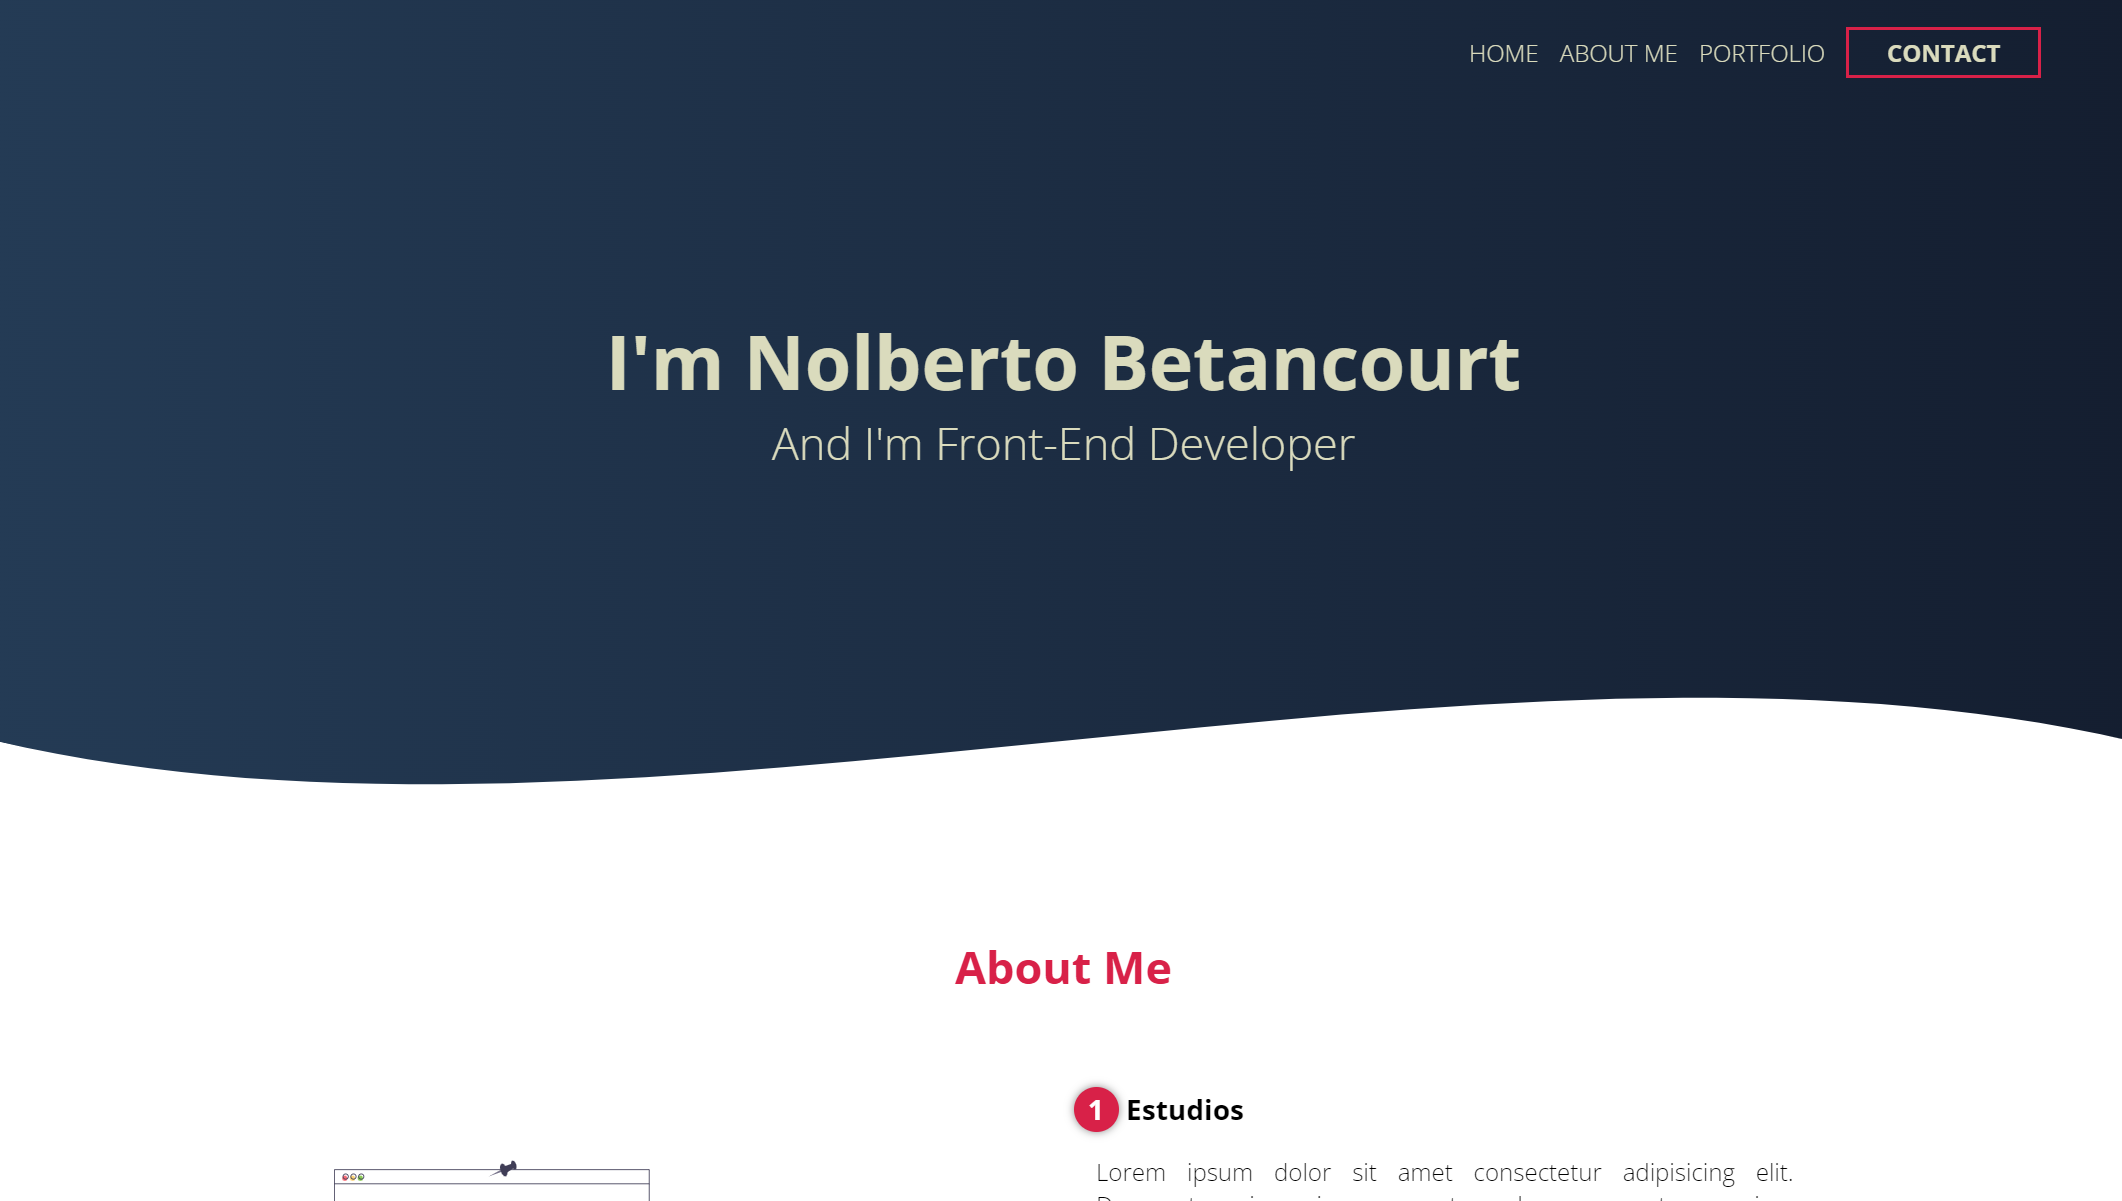 HOME ABOUT ME PORTFOLIO CONTACT
I'm Nolberto Betancourt
And I'm Front-End Developer
About Me
1 Estudios
Lorem ipsum dolor sit amet consectetur adipisicing elit.